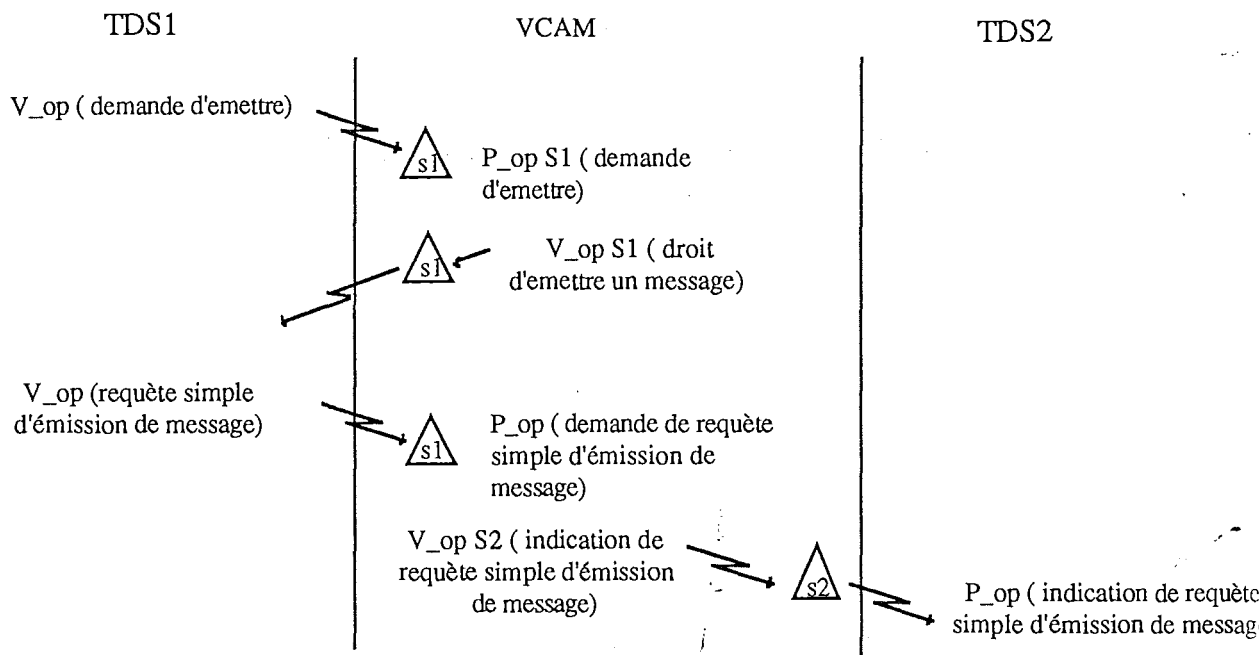 TDS1
VCAM
TDS2
V_op ( demande d'emettre)
s1
P_op S1 ( demande
d'emettre)
s1
V_op S1 ( droit
d'emettre un message)
V_op (requète simple
d'émission de message)
s1
P_op ( demande de requète
simple d'émission de
message)
V_op S2 ( indication de
requète simple d'émission
de message)
s2
P_op ( indication de requète
simple d'émission de messag